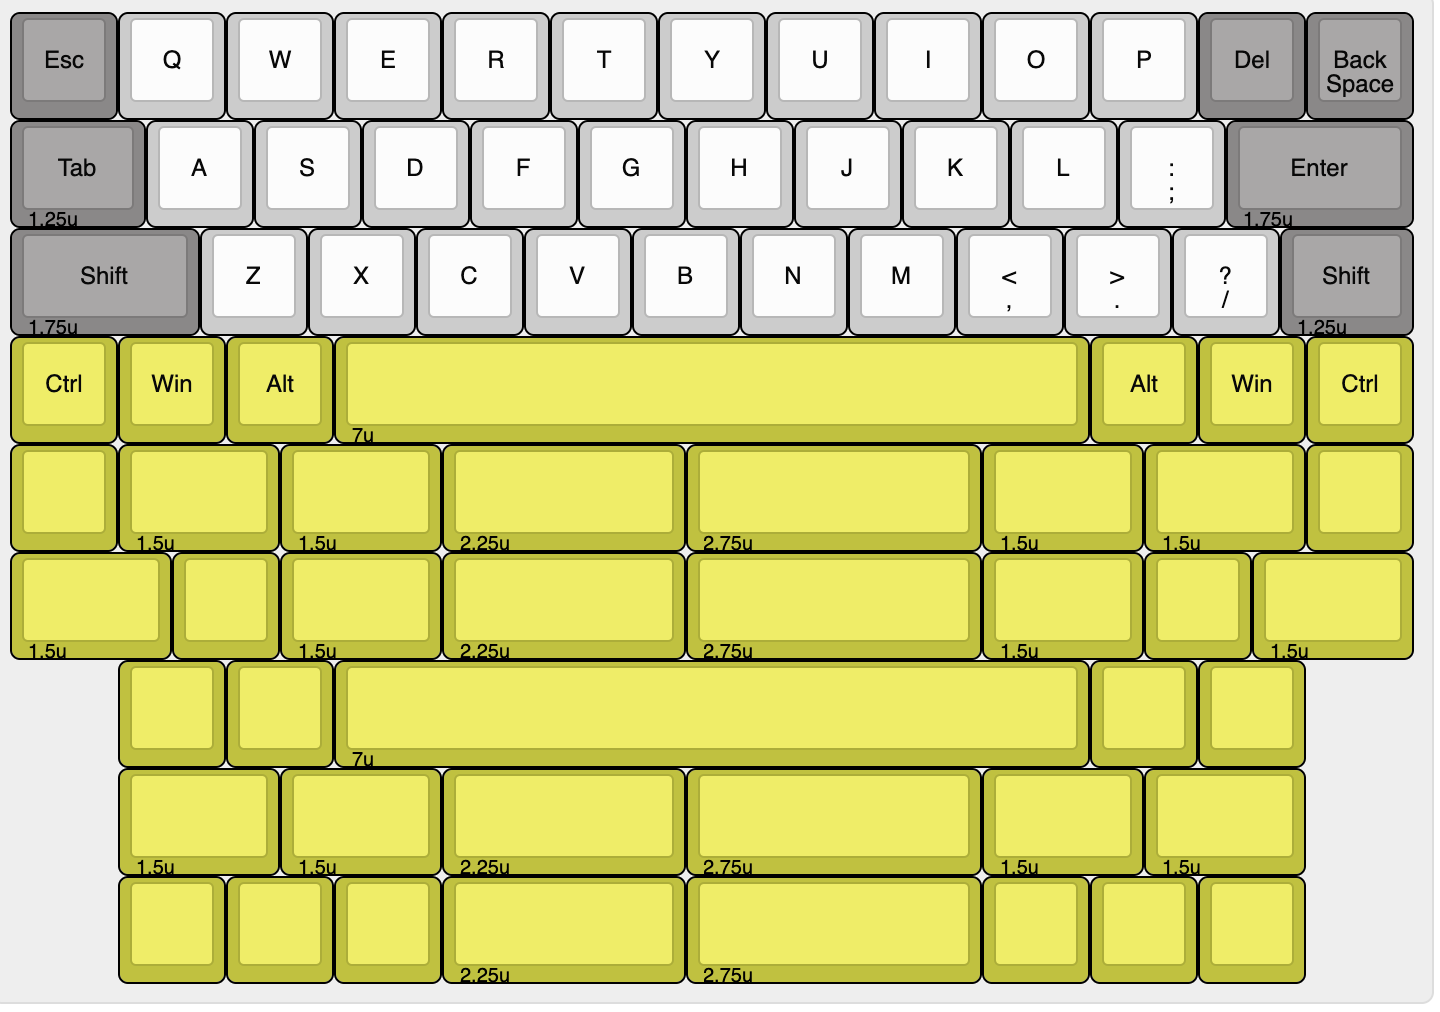 Esc Q W E R T Y U I O P Del Back
Space
Tab A S D F G H J K L : Enter
;
1.25u 1.75u
Shift Z X C V B N M < > ? Shift
, . /
1.75u 1.25u
Ctrl Win Alt Alt Win Ctrl
7u
1.5u 1.5u 2.25u 2.75u 1.5u 1.5u
1.5u 1.5u 2.25u 2.75u 1.5u 1.5u
7u
1.5u 1.5u 2.25u 2.75u 1.5u 1.5u
2.25u 2.75u